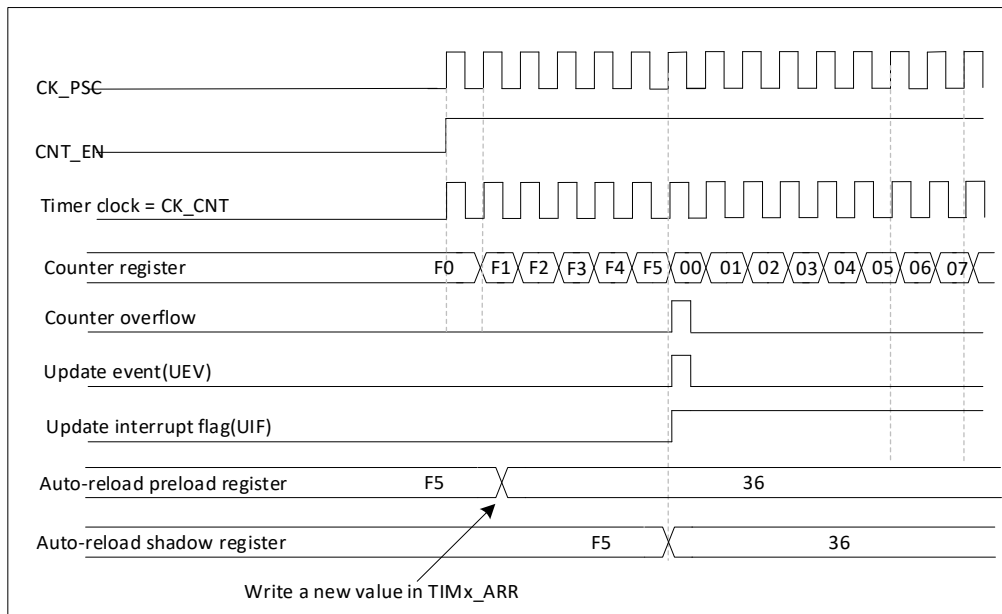 CK_PSC
CNT_EN
Timer clock = CK_CNT
Counter register F0 F1 F2 F3 F4 F5 00 01 02 03 04 05 06 07
Counter overflow
Update event(UEV)
Update interrupt flag(UIF)
Auto-reload preload register F5 36
Auto-reload shadow register F5 36
Write a new value in TIMx_ARR